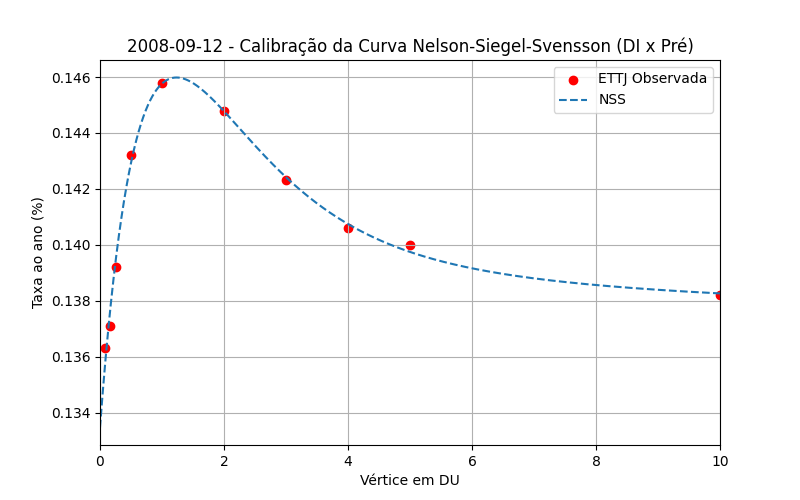 2008-09-12 - Calibração da Curva Nelson-Siegel-Svensson (DI x Pré)
ETTJ Observada
NSS
Taxa ao ano (%)
0.146
0.144
0.142
0.140
0.138
0.136
0.134
0 2 4 6 8 10
Vértice em DU